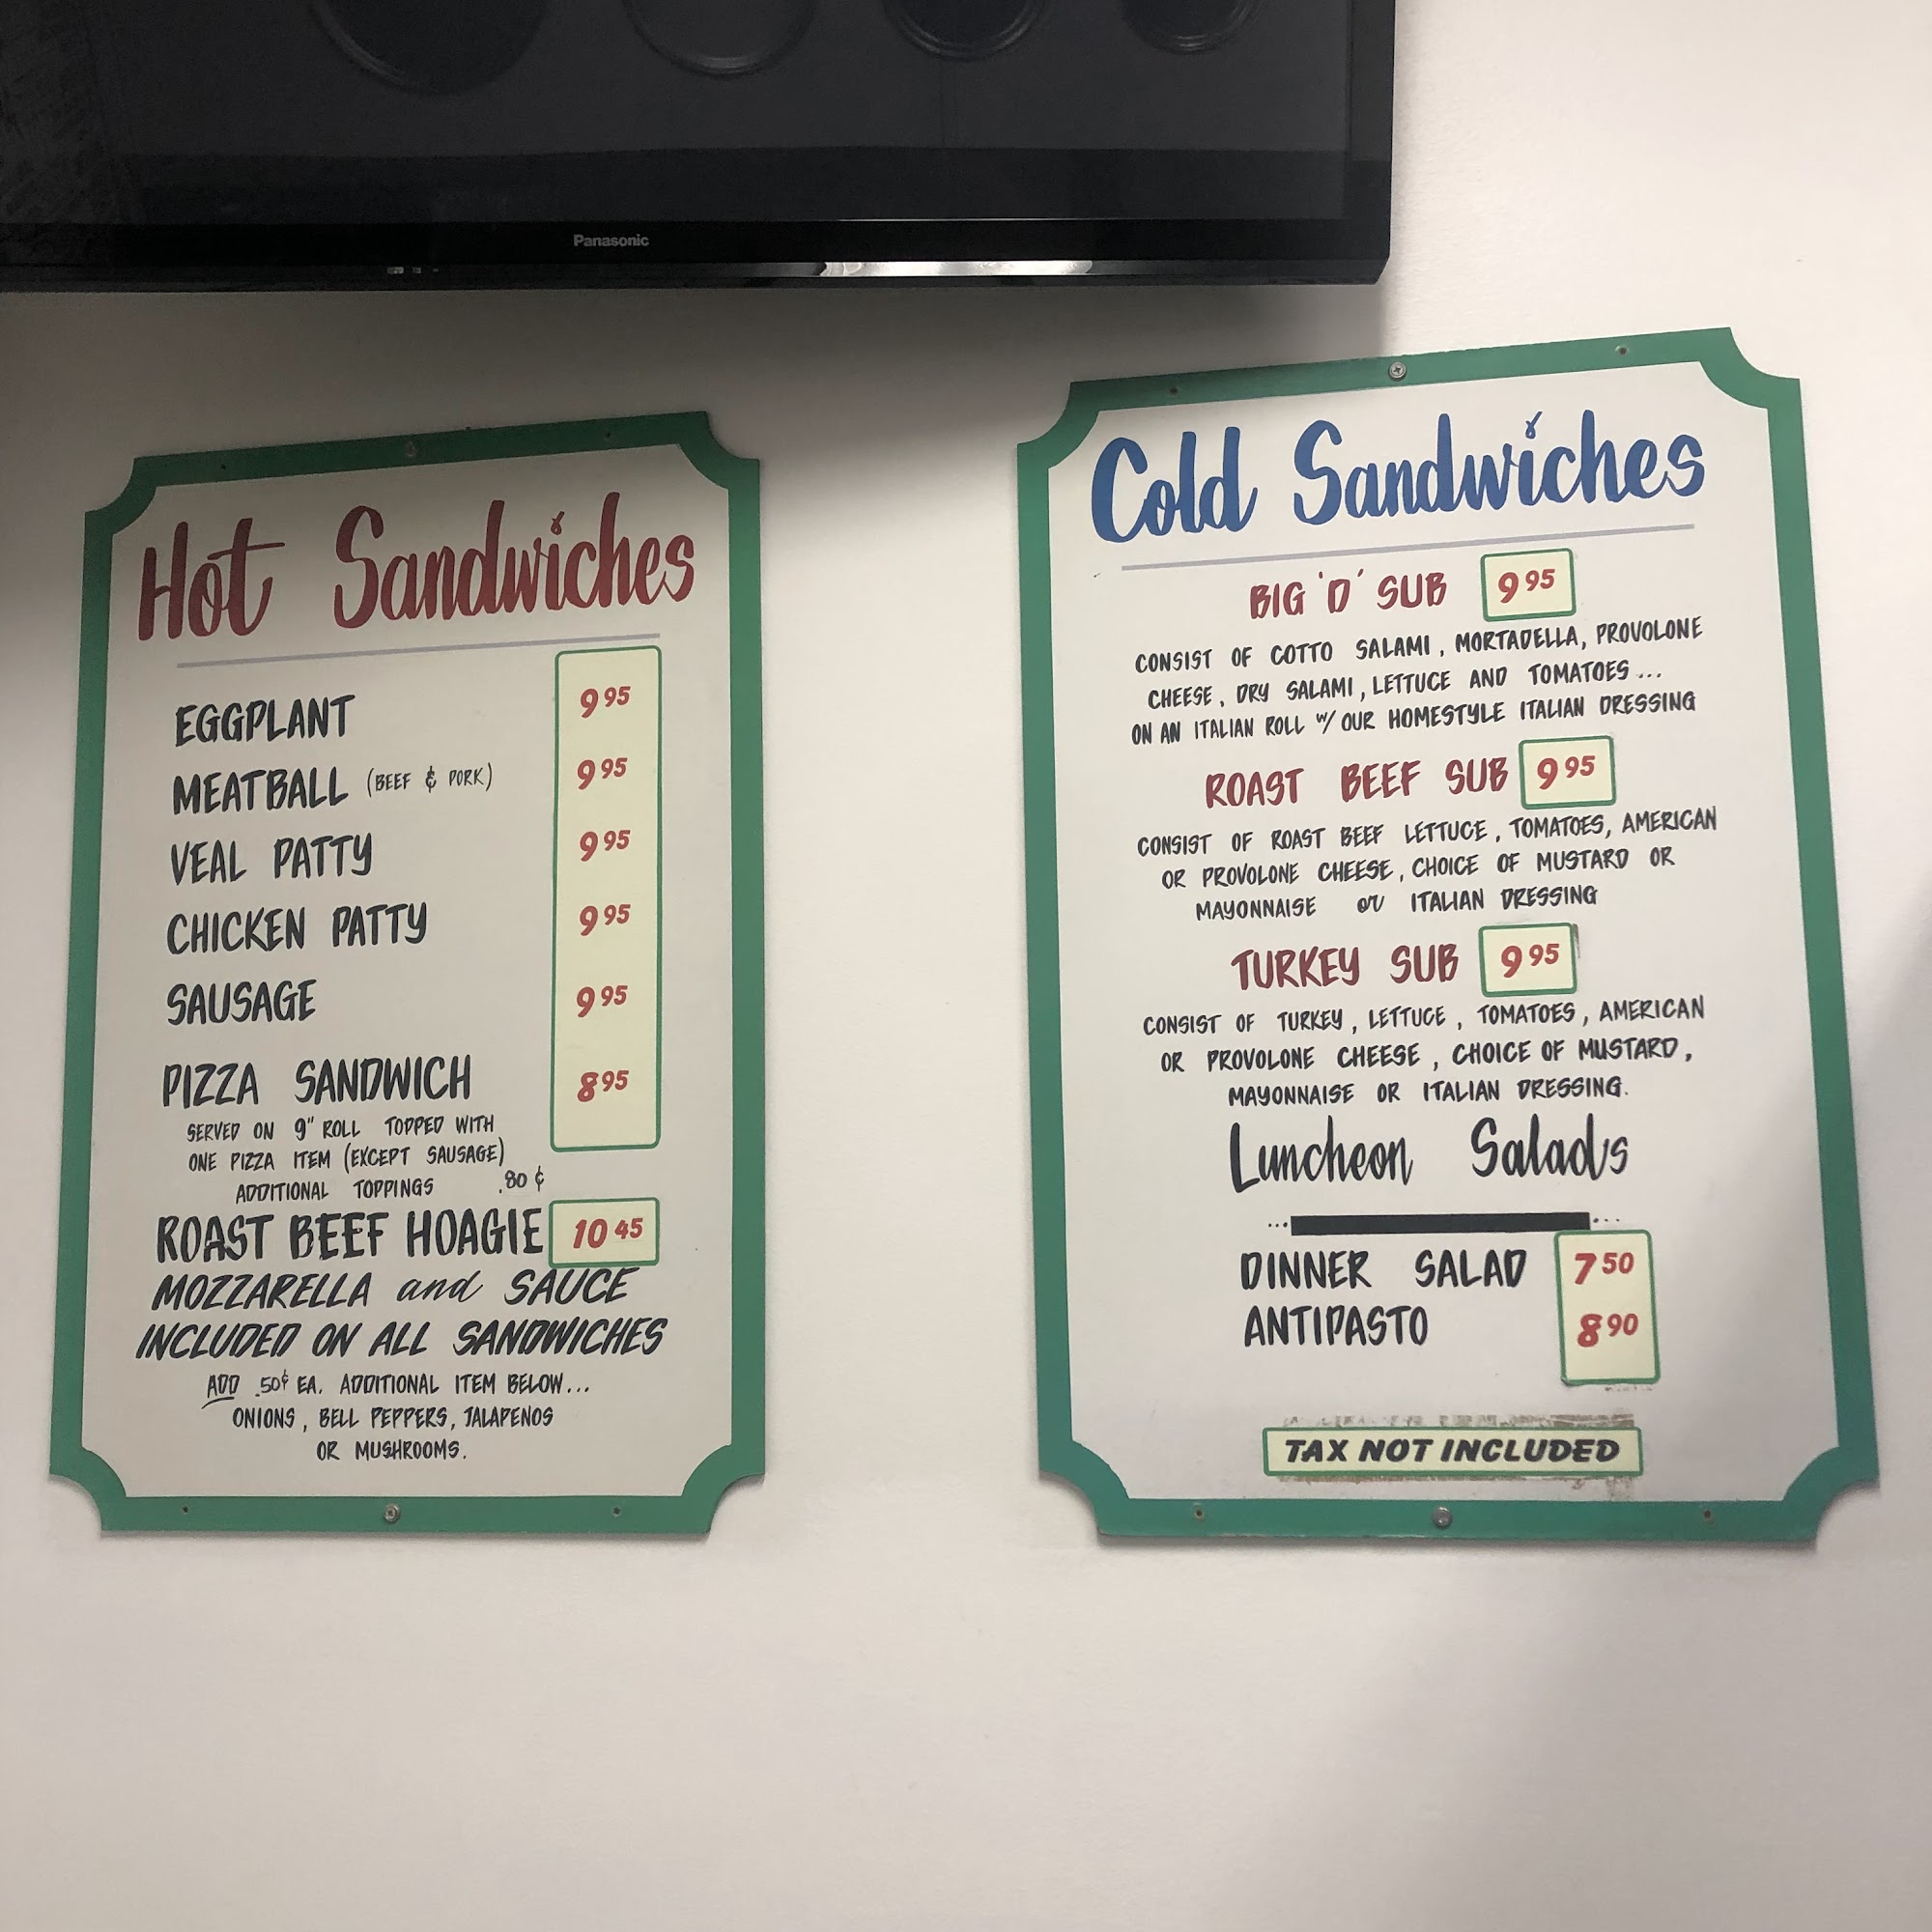 Panasonic
Hot Sandwiches
EGGPLANT 9 95
MEATBALL (BEEF & PORK) 9 95
VEAL PATTY 9 95
CHICKEN PATTY 9 95
SAUSAGE 9 95
PIZZA SANDWICH 8 95
SERVED ON 9" ROLL TOPPED WITH
ONE PIZZA ITEM (EXCEPT SAUSAGE)
ADDITIONAL TOPPINGS .80 ¢
ROAST BEEF HOAGIE 10 45
MOZZARELLA and SAUCE
INCLUDED ON ALL SANDWICHES
ADD .50¢ EA. ADDITIONAL ITEM BELOW...
ONIONS, BELL PEPPERS, JALAPENOS
OR MUSHROOMS.
Cold Sandwiches
BIG 'D' SUB 9 95
CONSIST OF COTTO SALAMI, MORTADELLA, PROVOLONE
CHEESE, DRY SALAMI, LETTUCE AND TOMATOES...
ON AN ITALIAN ROLL W/ OUR HOMESTYLE ITALIAN DRESSING
ROAST BEEF SUB 9 95
CONSIST OF ROAST BEEF LETTUCE, TOMATOES, AMERICAN
OR PROVOLONE CHEESE, CHOICE OF MUSTARD OR
MAYONNAISE or ITALIAN DRESSING
TURKEY SUB 9 95
CONSIST OF TURKEY, LETTUCE, TOMATOES, AMERICAN
OR PROVOLONE CHEESE, CHOICE OF MUSTARD,
MAYONNAISE OR ITALIAN DRESSING.
Luncheon Salads
DINNER SALAD 7 50
ANTIPASTO 8 90
TAX NOT INCLUDED